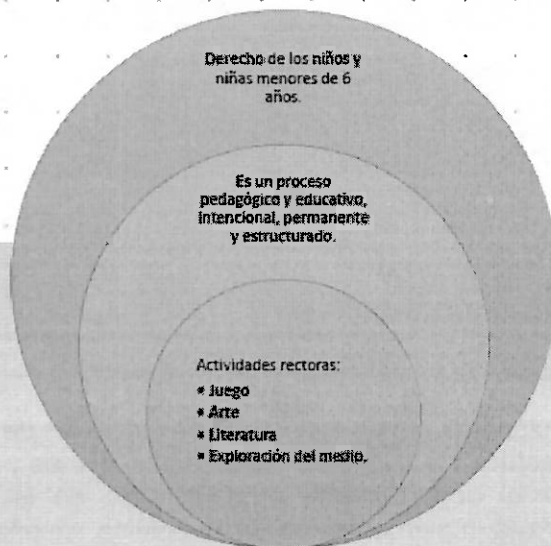 Derecho de los niños y
niñas menores de 6
años.
Es un proceso
pedagógico y educativo,
intencional, permanente
y estructurado.
Actividades rectoras:
• Juego
• Arte
• Literatura
• Exploración del medio.